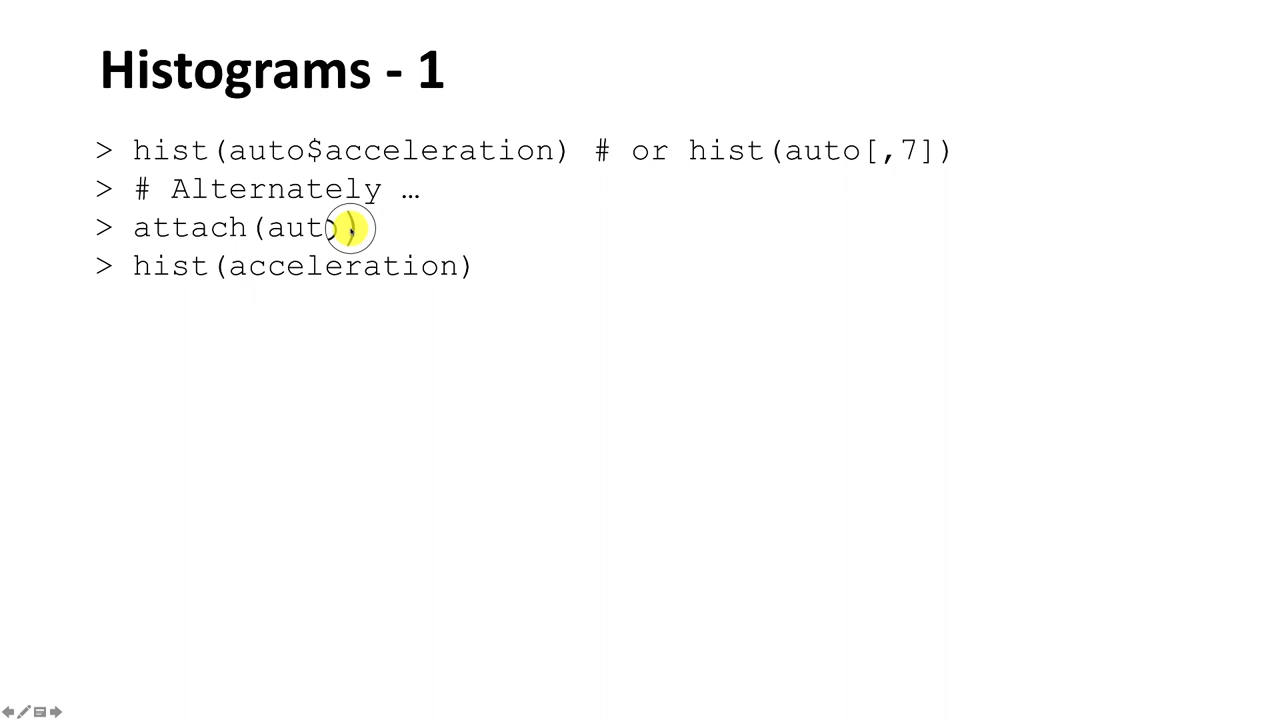 Histograms - 1
> hist(auto$acceleration) # or hist(auto[,7])
> # Alternately …
> attach(auto)
> hist(acceleration)